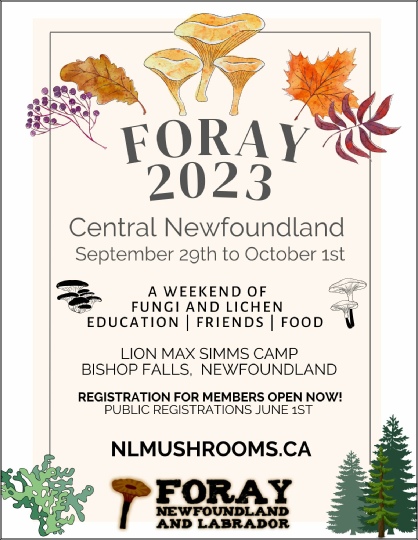 FORAY
2023
Central Newfoundland
September 29th to October 1st
A WEEKEND OF
FUNGI AND LICHEN
EDUCATION | FRIENDS | FOOD
LION MAX SIMMS CAMP
BISHOP FALLS, NEWFOUNDLAND
REGISTRATION FOR MEMBERS OPEN NOW!
PUBLIC REGISTRATIONS JUNE 1ST
NLMUSHROOMS.CA
FORAY
NEWFOUNDLAND
AND LABRADOR